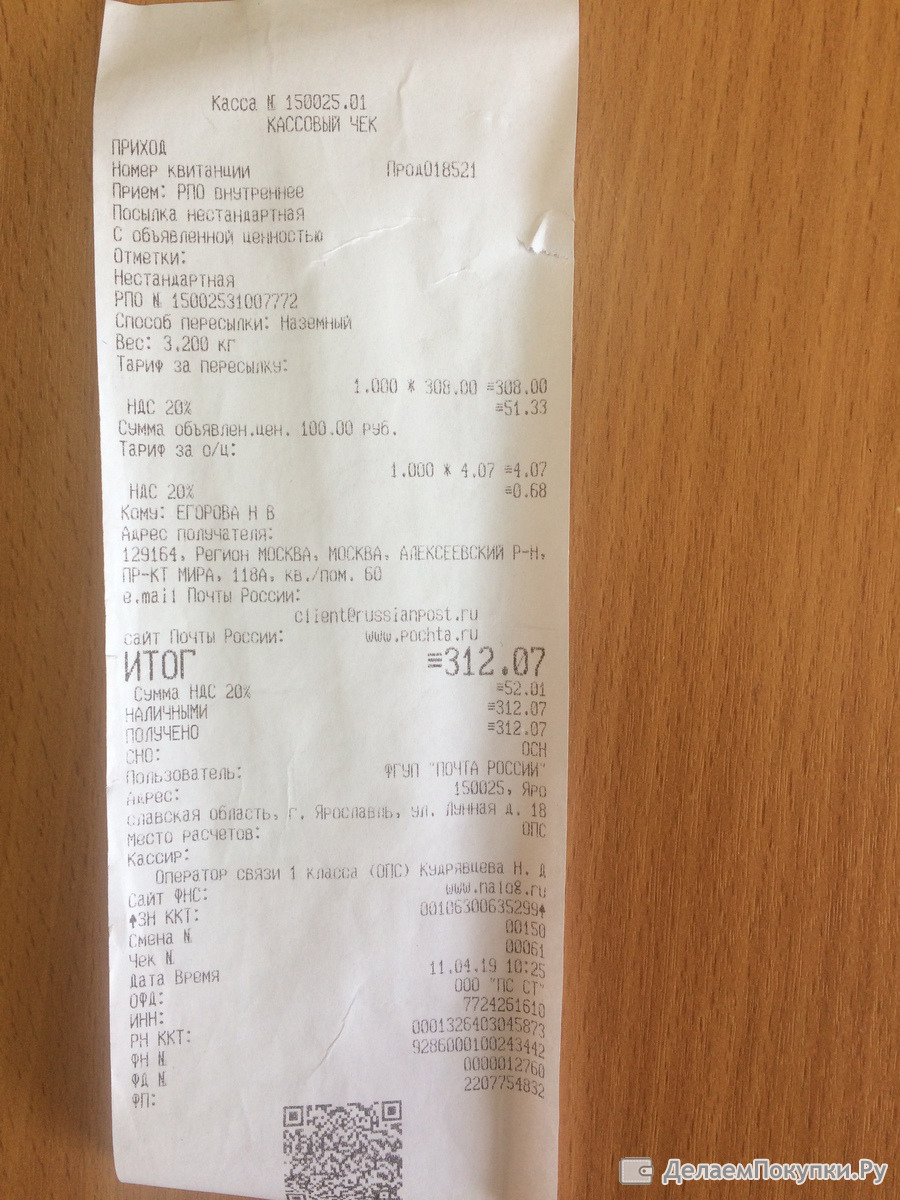 Касса № 150025.01
КАССОВЫЙ ЧЕК
ПРИХОД
Номер квитанции Прод018521
Прием: РПО внутреннее
Посылка нестандартная
С объявленной ценностью
Отметки:
Нестандартная
РПО № 15002531007772
Способ пересылки: Наземный
Вес: 3.200 кг
Тариф за пересылку:
1.000 * 308.00 ≡308.00
НДС 20% ≡51.33
Сумма объявлен.цен. 100.00 руб.
Тариф за о/ц:
1.000 * 4.07 ≡4.07
НДС 20% ≡0.68
Кому: ЕГОРОВА Н В
Адрес получателя:
129164, Регион МОСКВА, МОСКВА, АЛЕКСЕЕВСКИЙ Р-Н,
ПР-КТ МИРА, 118А, кв./пом. 60
e.mail Почты России:
client@russianpost.ru
сайт Почты России: www.pochta.ru
ИТОГ ≡312.07
Сумма НДС 20% ≡52.01
НАЛИЧНЫМИ ≡312.07
ПОЛУЧЕНО ≡312.07
СНО: ОСН
Пользователь: ФГУП "ПОЧТА РОССИИ"
Адрес: 150025, Яро
славская область, г. Ярославль, ул. Лунная д. 18
Место расчетов: ОПС
Кассир:
Оператор связи 1 класса (ОПС) Кудрявцева Н. Д
Сайт ФНС: www.nalog.ru
♠ЗН ККТ: 00106300635299♠
Смена № 00150
Чек № 00061
Дата Время 11.04.19 10:25
ОФД: ООО "ПС СТ"
ИНН: 7724261610
РН ККТ: 0001326403045873
ФН № 9286000100243442
ФД № 0000012760
ФП: 2207754832
ДелаемПокупки.Ру